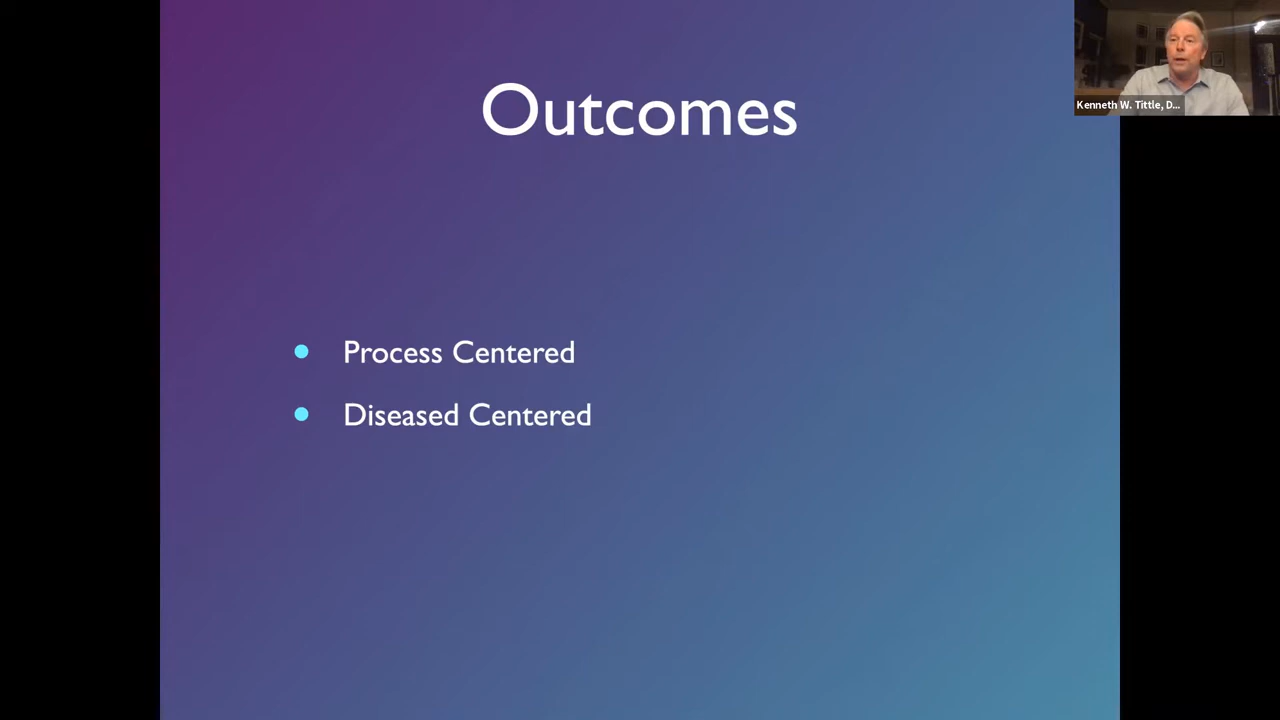 Outcomes
Kenneth W. Tittle, D...
Process Centered
Diseased Centered